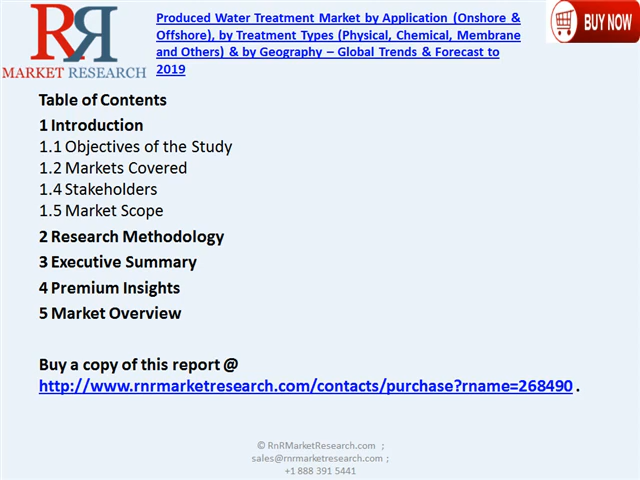 RR
MARKET RESEARCH
Produced Water Treatment Market by Application (Onshore &
Offshore), by Treatment Types (Physical, Chemical, Membrane
and Others) & by Geography – Global Trends & Forecast to
2019
BUY NOW
Table of Contents
1 Introduction
1.1 Objectives of the Study
1.2 Markets Covered
1.4 Stakeholders
1.5 Market Scope
2 Research Methodology
3 Executive Summary
4 Premium Insights
5 Market Overview
Buy a copy of this report @
http://www.rnrmarketresearch.com/contacts/purchase?rname=268490 .
© RnRMarketResearch.com ;
sales@rnrmarketresearch.com ;
+1 888 391 5441